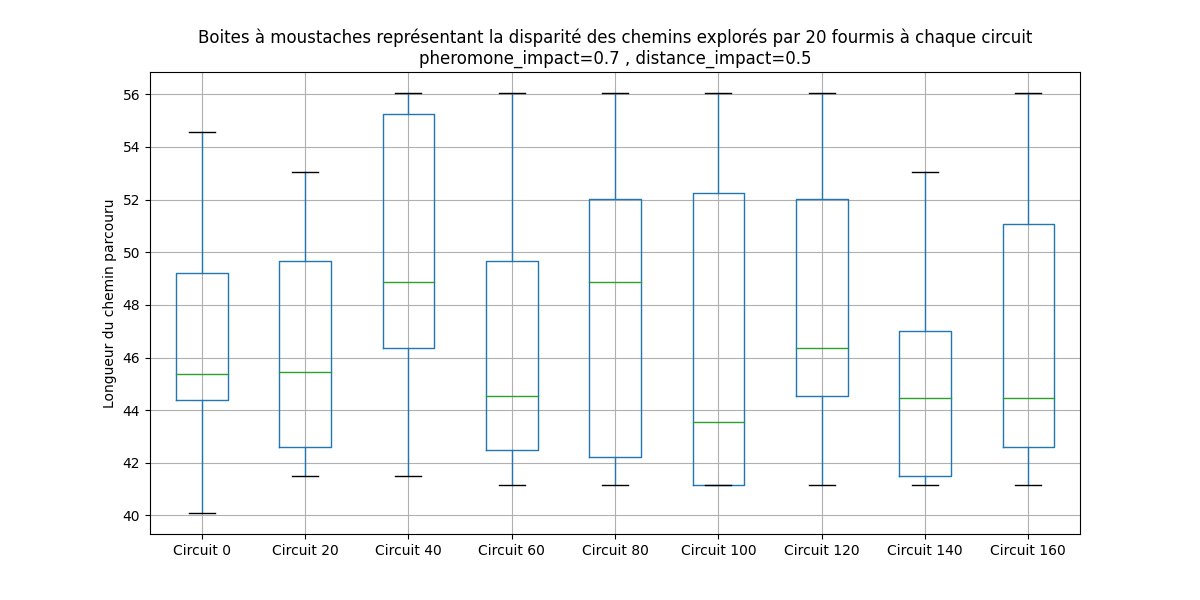 Boites à moustaches représentant la disparité des chemins explorés par 20 fourmis à chaque circuit
pheromone_impact=0.7 , distance_impact=0.5
Longueur du chemin parcouru
56
54
52
50
48
46
44
42
40
Circuit 0 Circuit 20 Circuit 40 Circuit 60 Circuit 80 Circuit 100 Circuit 120 Circuit 140 Circuit 160